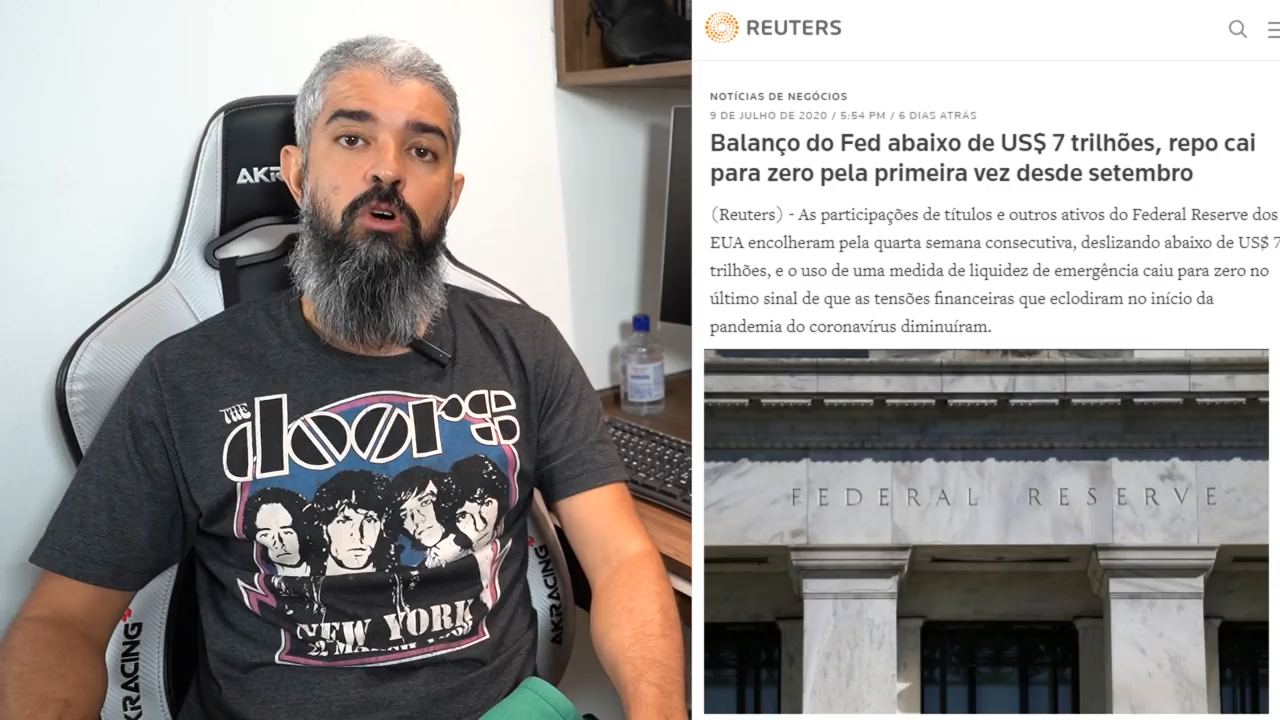 REUTERS
NOTÍCIAS DE NEGÓCIOS
9 DE JULHO DE 2020 / 5:54 PM / 6 DIAS ATRÁS
Balanço do Fed abaixo de US$ 7 trilhões, repo cai
para zero pela primeira vez desde setembro
(Reuters) - As participações de títulos e outros ativos do Federal Reserve dos
EUA encolheram pela quarta semana consecutiva, deslizando abaixo de US$ 7
trilhões, e o uso de uma medida de liquidez de emergência caiu para zero no
último sinal de que as tensões financeiras que eclodiram no início da
pandemia do coronavírus diminuíram.
FEDERAL RESERVE
THE
doors
NEW YORK
AKRACING
AKRACING